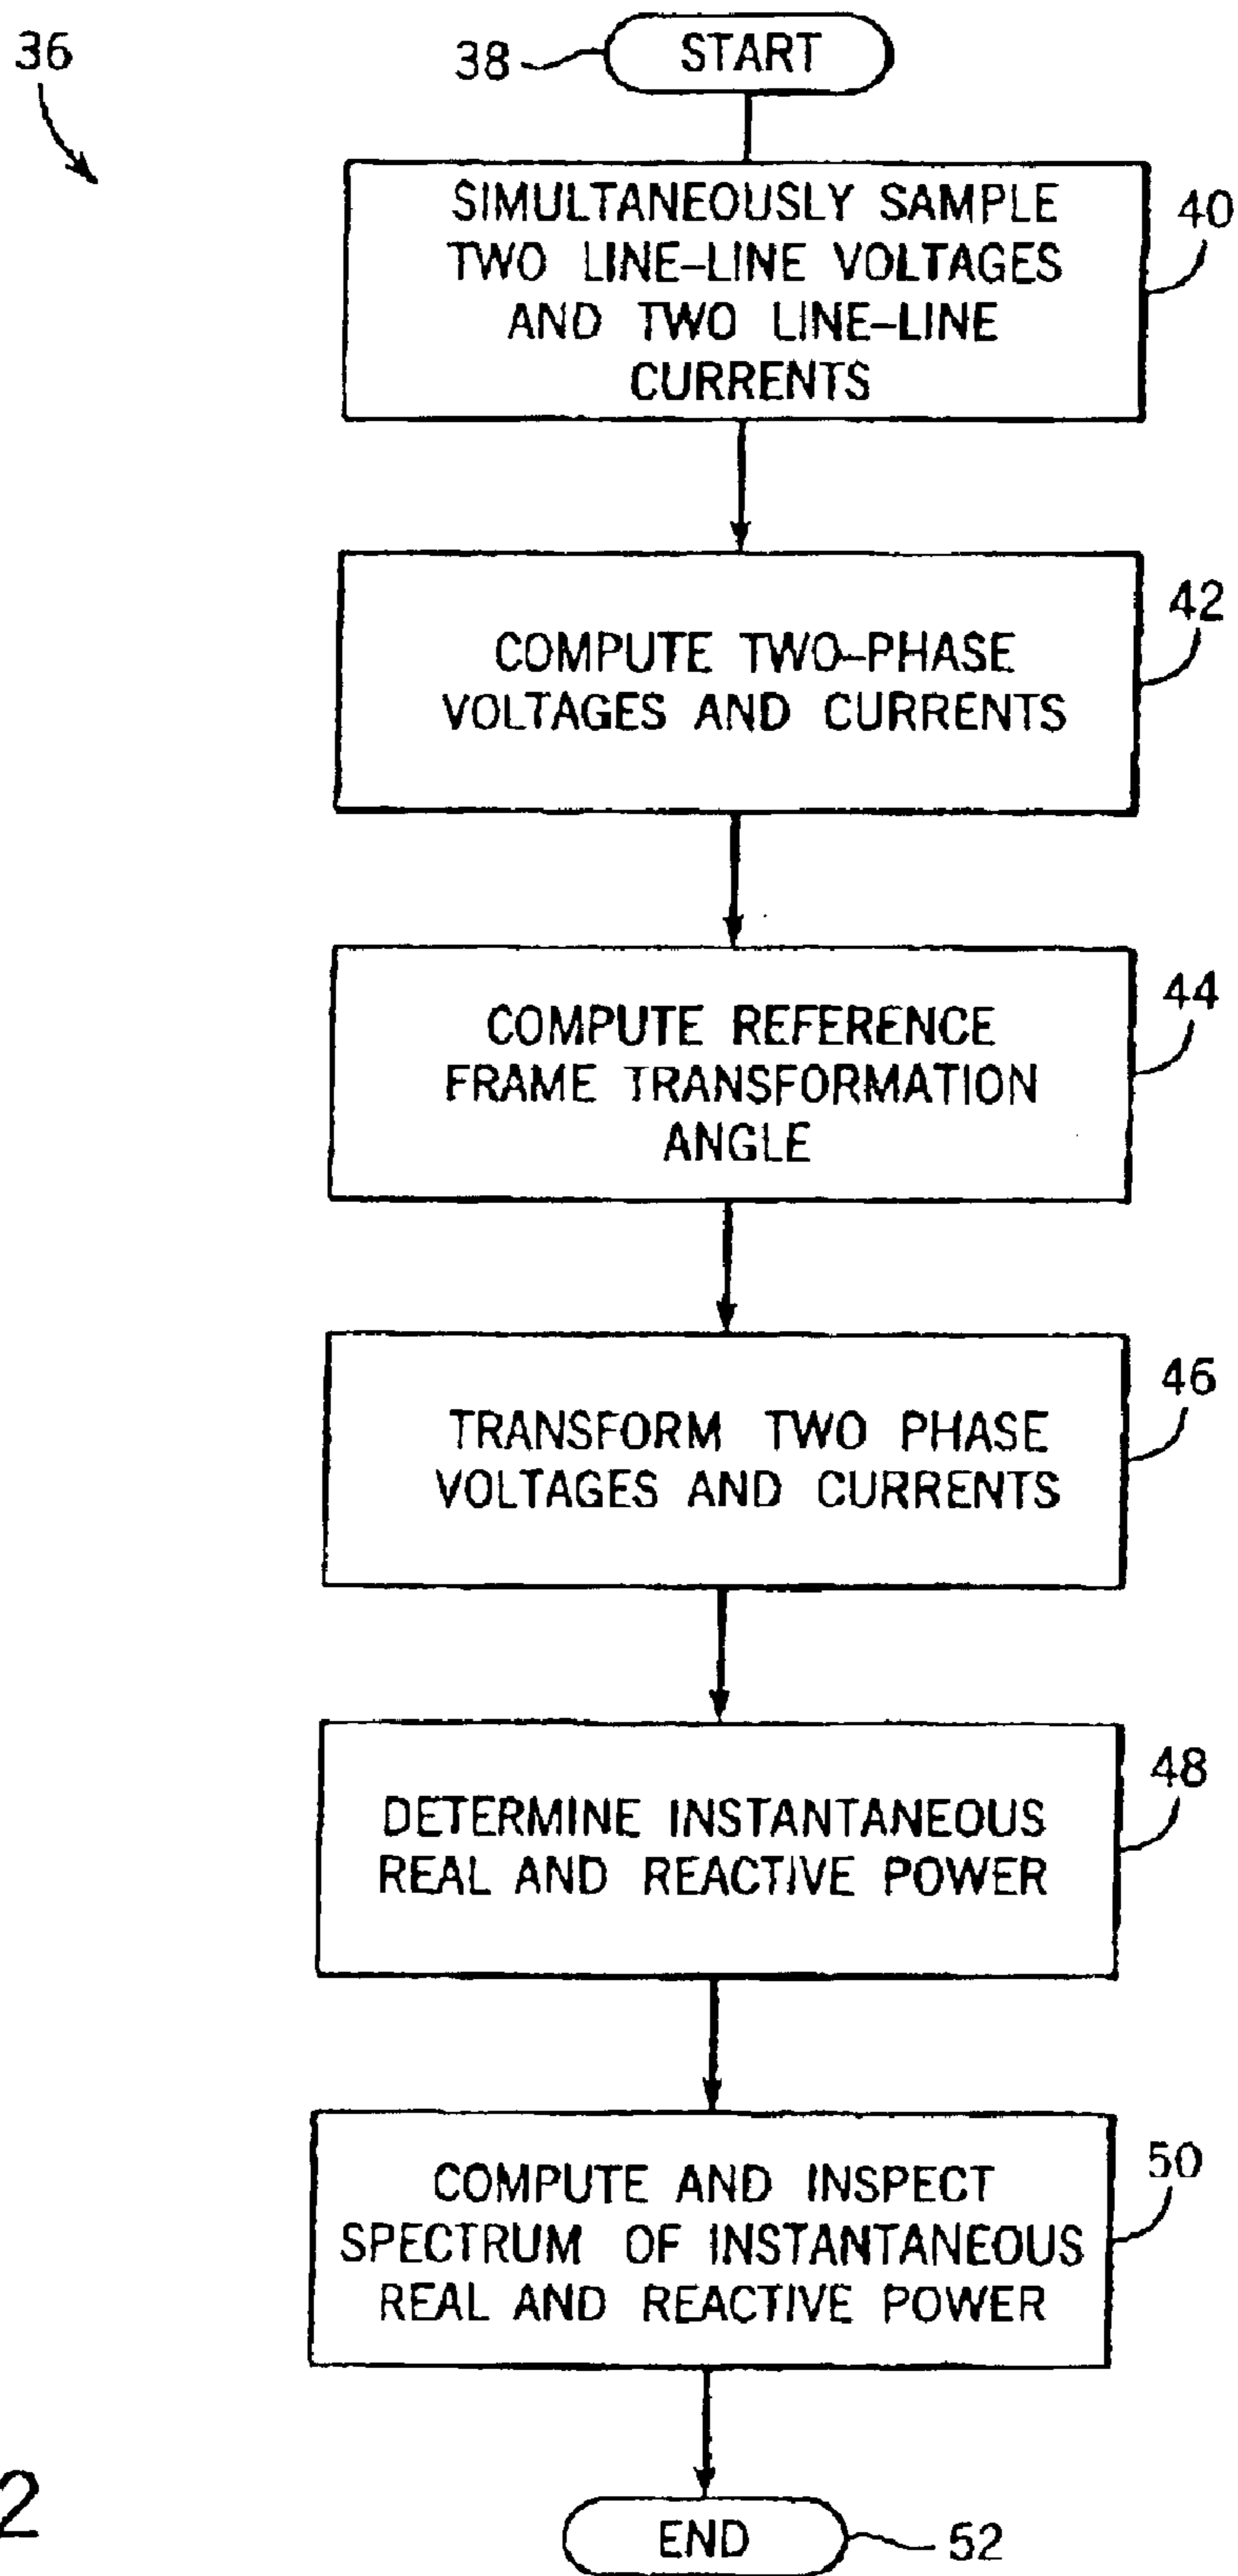 36
38
START
SIMULTANEOUSLY SAMPLE
TWO LINE-LINE VOLTAGES
AND TWO LINE-LINE
CURRENTS
40
COMPUTE TWO-PHASE
VOLTAGES AND CURRENTS
42
COMPUTE REFERENCE
FRAME TRANSFORMATION
ANGLE
44
TRANSFORM TWO PHASE
VOLTAGES AND CURRENTS
46
DETERMINE INSTANTANEOUS
REAL AND REACTIVE POWER
48
COMPUTE AND INSPECT
SPECTRUM OF INSTANTANEOUS
REAL AND REACTIVE POWER
50
END
52
2